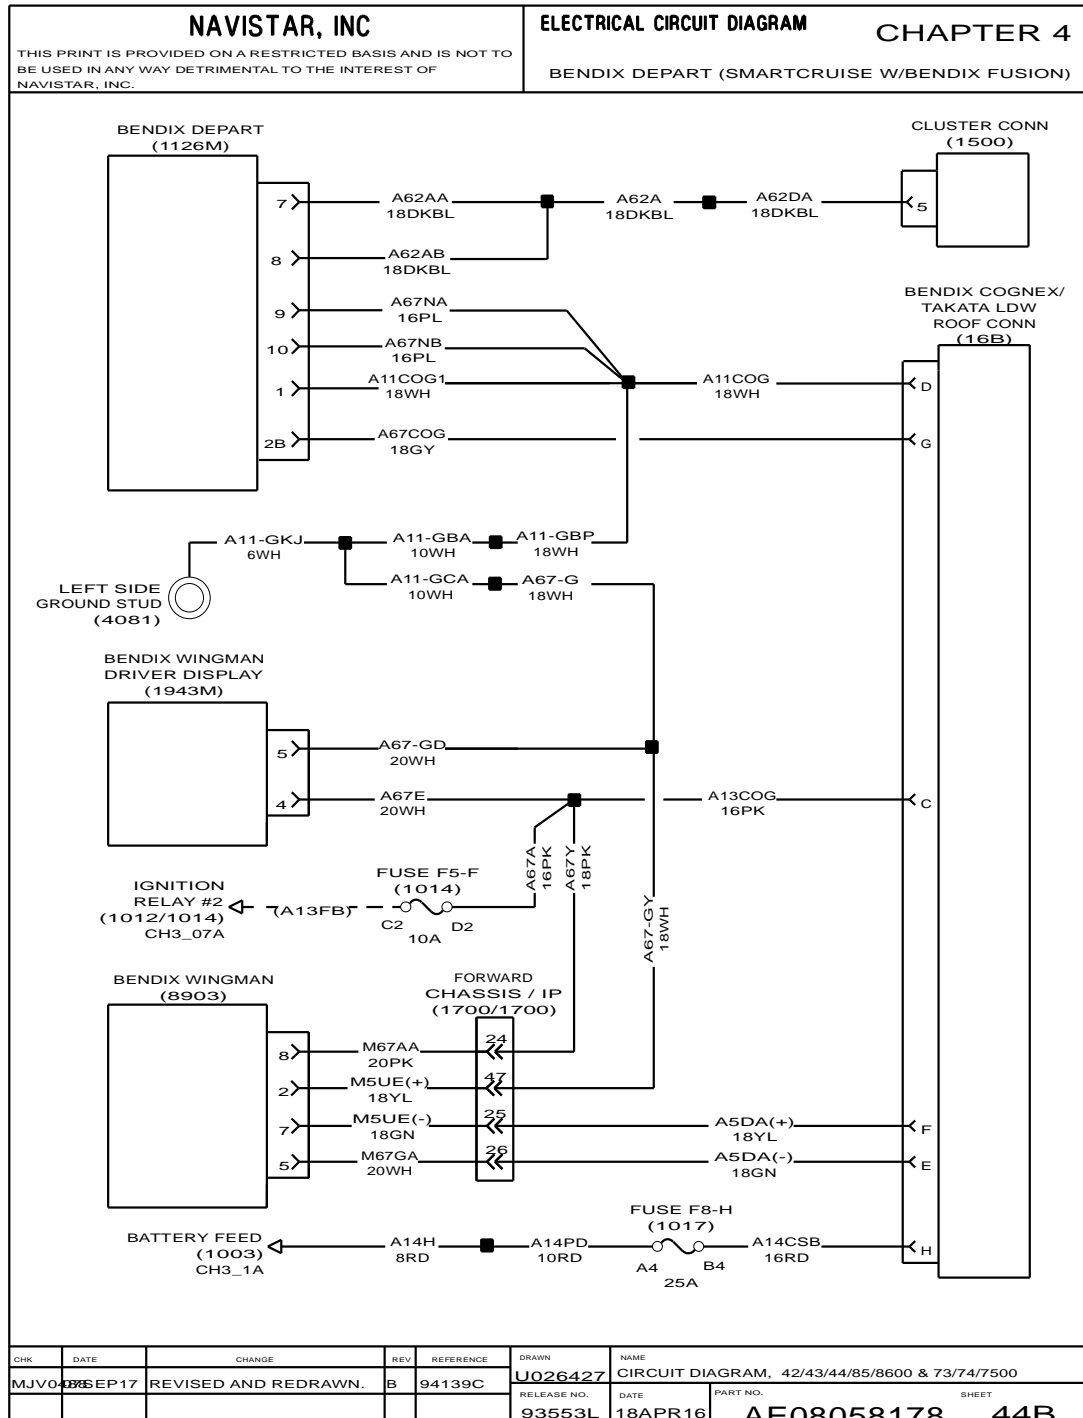 NAVISTAR, INC
THIS PRINT IS PROVIDED ON A RESTRICTED BASIS AND IS NOT TO
BE USED IN ANY WAY DETRIMENTAL TO THE INTEREST OF
NAVISTAR, INC.
ELECTRICAL CIRCUIT DIAGRAM
CHAPTER 4
BENDIX DEPART (SMARTCRUISE W/BENDIX FUSION)
BENDIX DEPART
(1126M)
CLUSTER CONN
(1500)
7
A62AA
18DKBL
A62A
18DKBL
A62DA
18DKBL
5
8
A62AB
18DKBL
BENDIX COGNEX/
TAKATA LDW
ROOF CONN
(16B)
9
A67NA
16PL
10
A67NB
16PL
1
A11COG1
18WH
A11COG
18WH
D
2B
A67COG
18GY
G
A11-GKJ
6WH
A11-GBA
10WH
A11-GBP
18WH
A11-GCA
10WH
A67-G
18WH
LEFT SIDE
GROUND STUD
(4081)
BENDIX WINGMAN
DRIVER DISPLAY
(1943M)
5
A67-GD
20WH
4
A67E
20WH
A13COG
16PK
C
A67A
16PK
A67Y
18PK
IGNITION
RELAY #2
(1012/1014)
CH3_07A
(A13FB)
FUSE F5-F
(1014)
C2
D2
10A
A67-GY
18WH
BENDIX WINGMAN
(8903)
FORWARD
CHASSIS / IP
(1700/1700)
8
M67AA
20PK
24
2
M5UE(+)
18YL
47
7
M5UE(-)
18GN
25
A5DA(+)
18YL
F
5
M67GA
20WH
26
A5DA(-)
18GN
E
BATTERY FEED
(1003)
CH3_1A
A14H
8RD
A14PD
10RD
FUSE F8-H
(1017)
A4
B4
25A
A14CSB
16RD
H
CHK DATE CHANGE REV REFERENCE
SEP17 REVISED AND REDRAWN. B 94139C
DRAWN
U026427
NAME
CIRCUIT DIAGRAM, 42/43/44/85/8600 & 73/74/7500
RELEASE NO.
93553L
DATE
18APR16
PART NO.
AE08058178
SHEET
44B